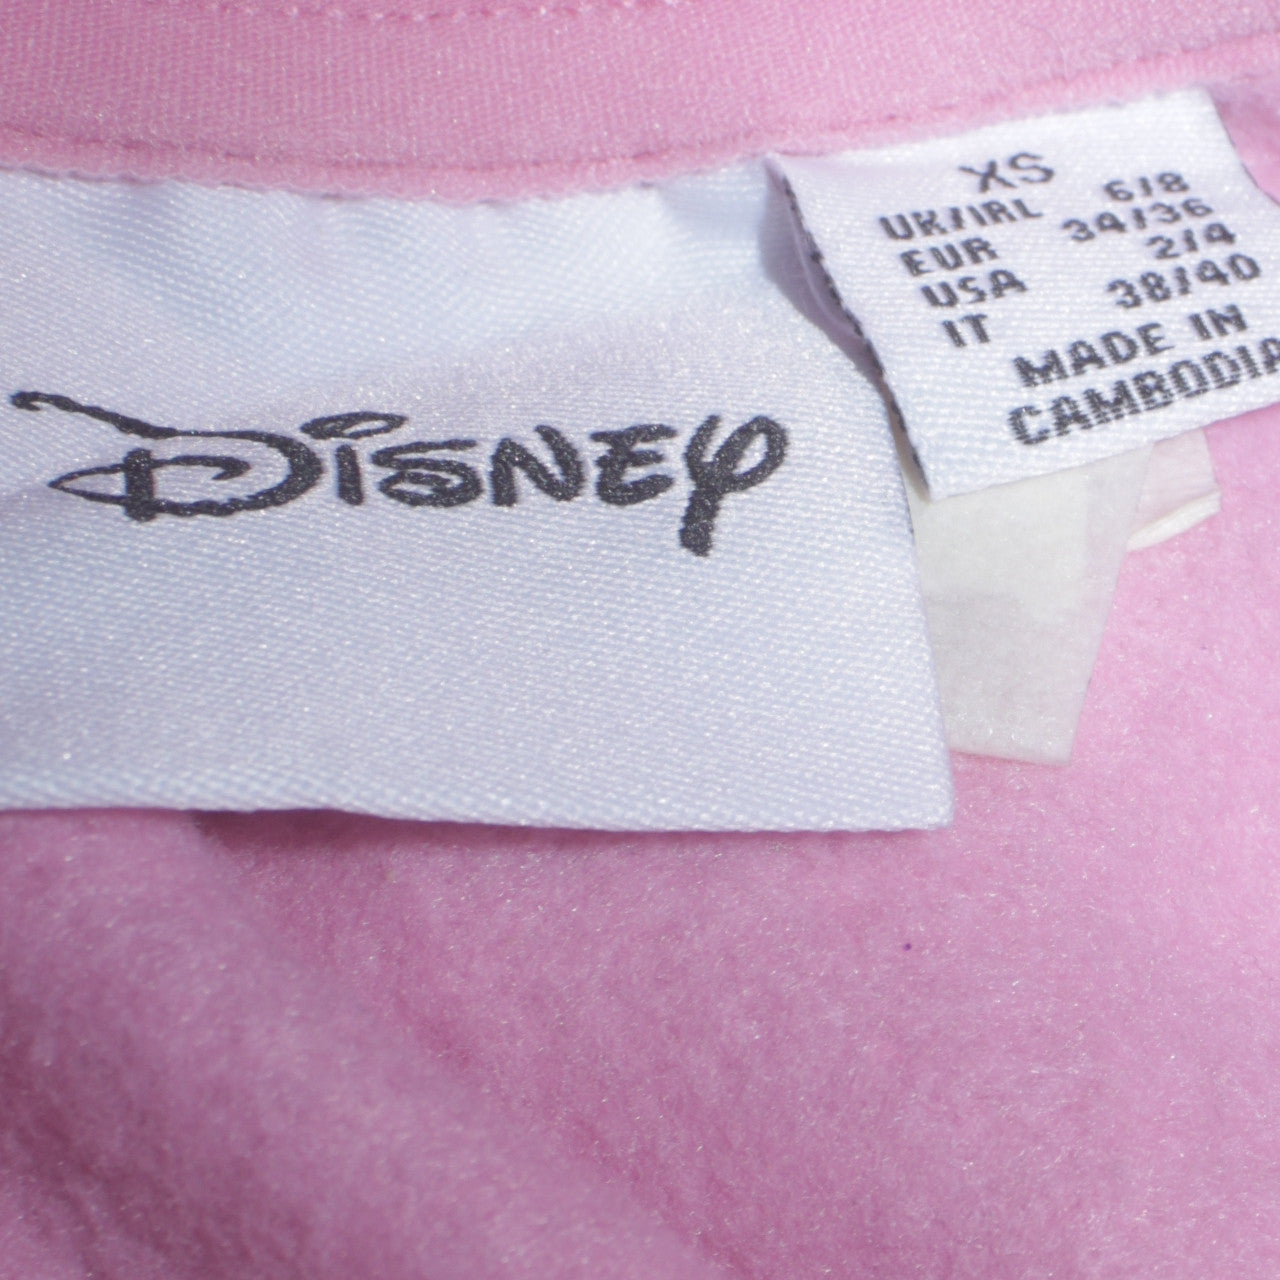 Disney
XS
UK/IRL 6/8
EUR 34/36
USA 2/4
IT 38/40
MADE IN
CAMBODIA